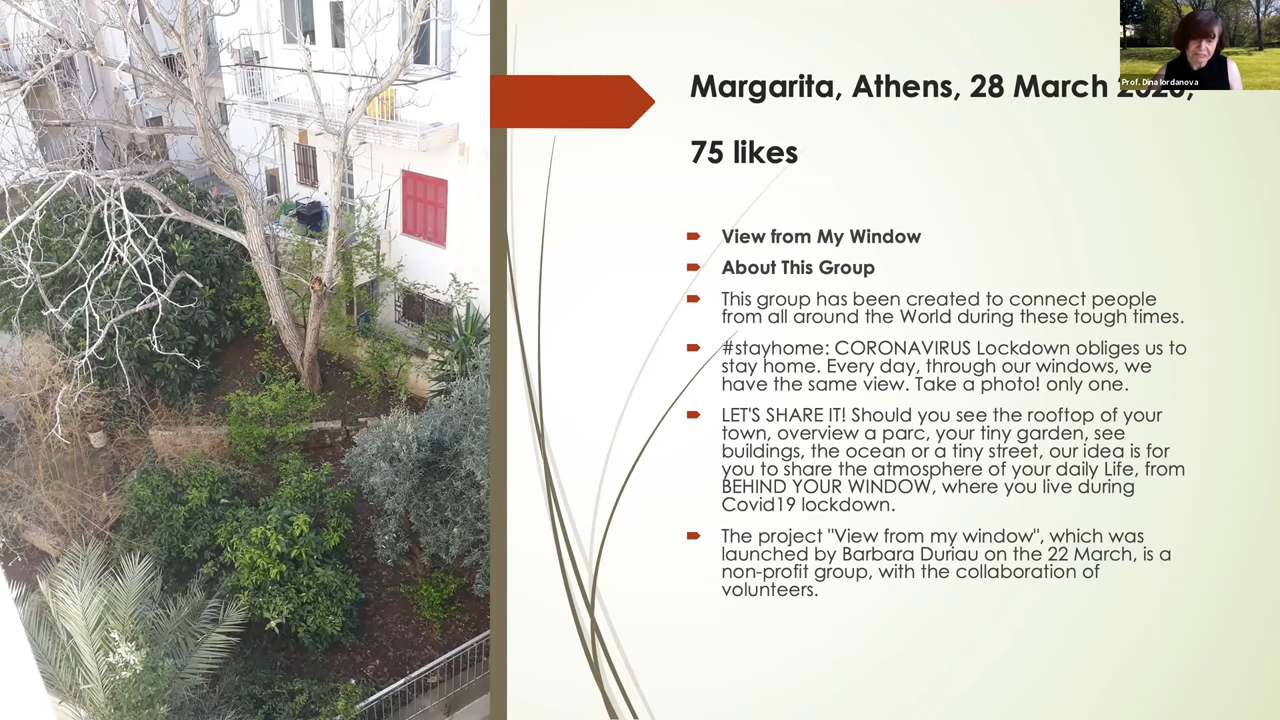 Prof. Dina Iordanova
Margarita, Athens, 28 March 2020,
75 likes
View from My Window
About This Group
This group has been created to connect people
from all around the World during these tough times.
#stayhome: CORONAVIRUS Lockdown obliges us to
stay home. Every day, through our windows, we
have the same view. Take a photo! only one.
LET'S SHARE IT! Should you see the rooftop of your
town, overview a parc, your tiny garden, see
buildings, the ocean or a tiny street, our idea is for
you to share the atmosphere of your daily Life, from
BEHIND YOUR WINDOW, where you live during
Covid19 lockdown.
The project "View from my window", which was
launched by Barbara Duriau on the 22 March, is a
non-profit group, with the collaboration of
volunteers.